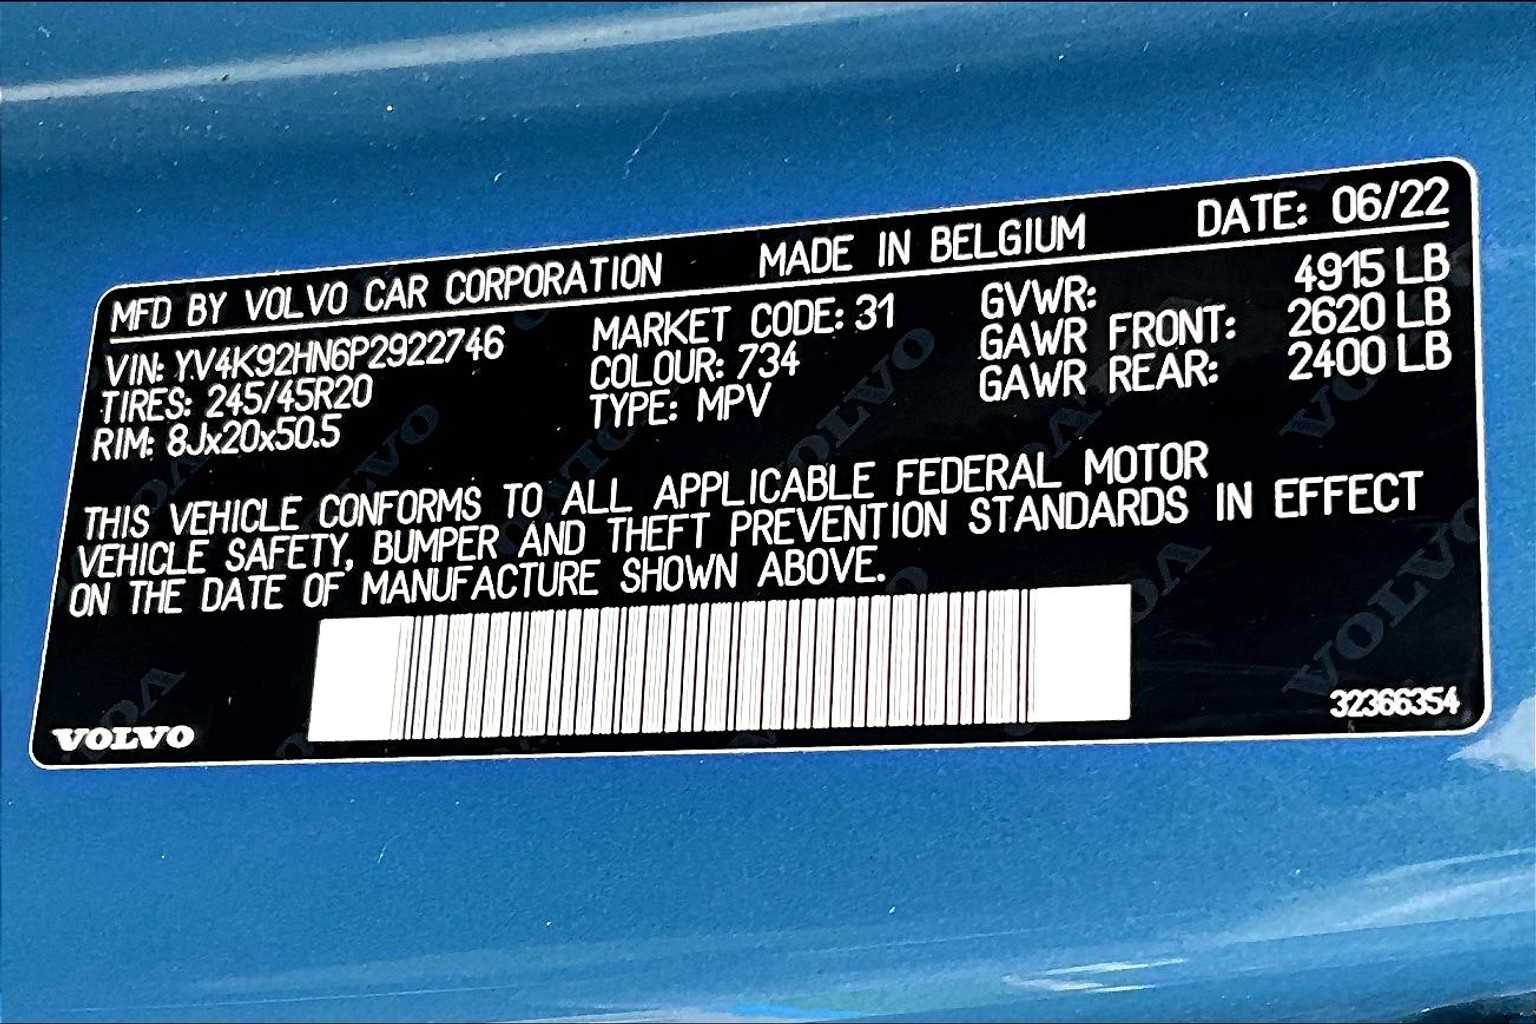 MFD BY VOLVO CAR CORPORATION MADE IN BELGIUM DATE: 06/22
VIN: YV4K92HN6P2922746 MARKET CODE: 31 GVWR: 4915 LB
TIRES: 245/45R20 COLOUR: 734 GAWR FRONT: 2620 LB
RIM: 8Jx20x50.5 TYPE: MPV GAWR REAR: 2400 LB
THIS VEHICLE CONFORMS TO ALL APPLICABLE FEDERAL MOTOR
VEHICLE SAFETY, BUMPER AND THEFT PREVENTION STANDARDS IN EFFECT
ON THE DATE OF MANUFACTURE SHOWN ABOVE.
VOLVO 32366354